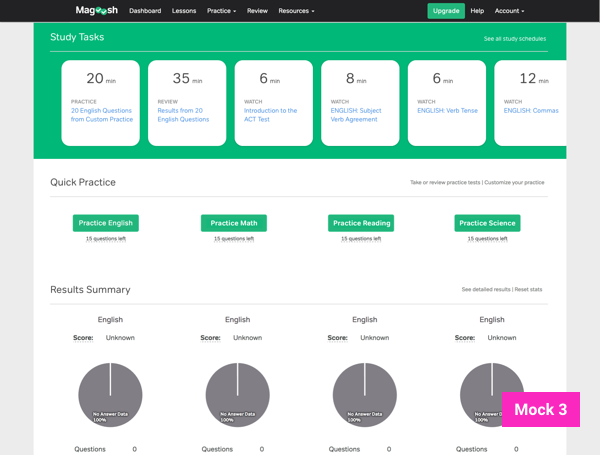 Magoosh Dashboard Lessons Practice Review Resources Upgrade Help Account
Study Tasks See all study schedules
20 min 35 min 6 min 8 min 6 min 12 min
PRACTICE REVIEW WATCH WATCH WATCH WATCH
20 English Questions Results from 20 Introduction to the ENGLISH: Subject ENGLISH: Verb Tense ENGLISH: Commas
from Custom Practice English Questions ACT Test Verb Agreement
Quick Practice Take or review practice tests | Customize your practice
Practice English Practice Math Practice Reading Practice Science
15 questions left 15 questions left 15 questions left 15 questions left
Results Summary See detailed results | Reset stats
English English English English
Score: Unknown Score: Unknown Score: Unknown Score: Unknown
No Answer Data No Answer Data No Answer Data No Answer Data
100% 100% 100% 100%
Mock 3
Questions 0 Questions 0 Questions 0 Questions 0